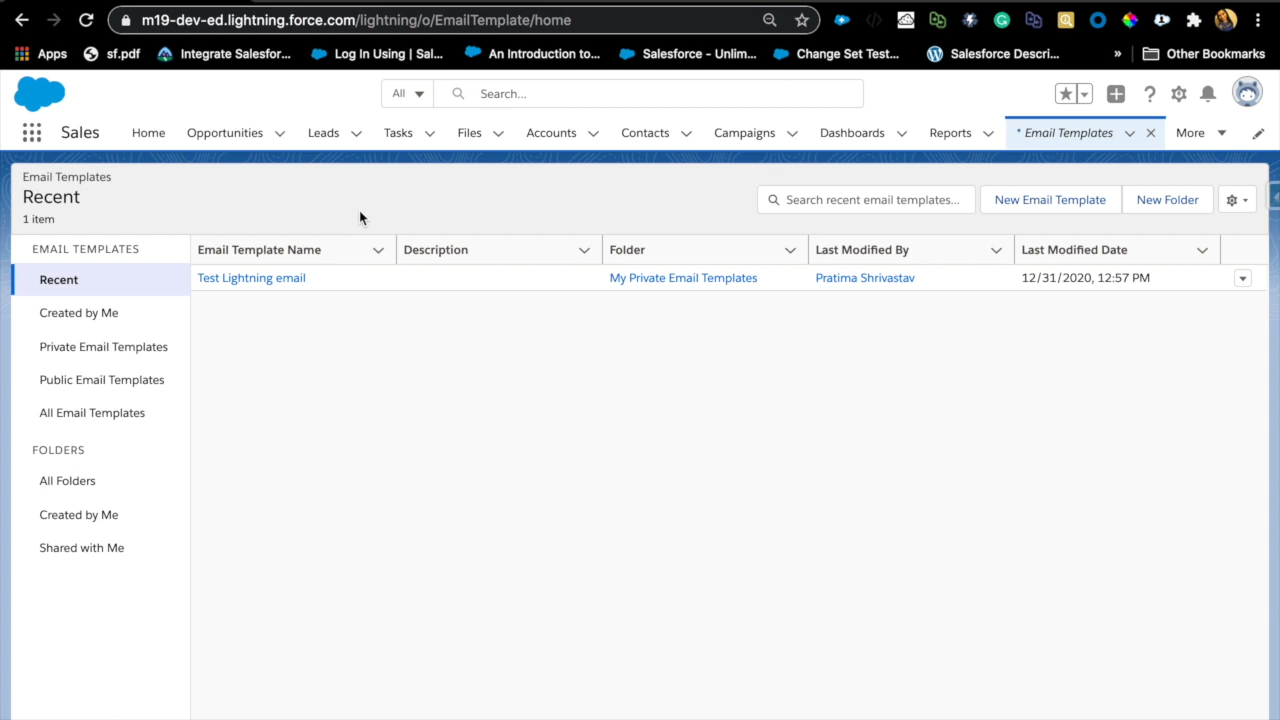 m19-dev-ed.lightning.force.com/lightning/o/EmailTemplate/home
Apps sf.pdf Integrate Salesfor... Log In Using | Sal... An Introduction to... Salesforce – Unlim... Change Set Test... Salesforce Descri... » Other Bookmarks
All Search...
Sales Home Opportunities Leads Tasks Files Accounts Contacts Campaigns Dashboards Reports * Email Templates More
Email Templates
Recent
1 item
Search recent email templates... New Email Template New Folder
EMAIL TEMPLATES
Recent
Created by Me
Private Email Templates
Public Email Templates
All Email Templates
FOLDERS
All Folders
Created by Me
Shared with Me
Email Template Name Description Folder Last Modified By Last Modified Date
Test Lightning email My Private Email Templates Pratima Shrivastav 12/31/2020, 12:57 PM